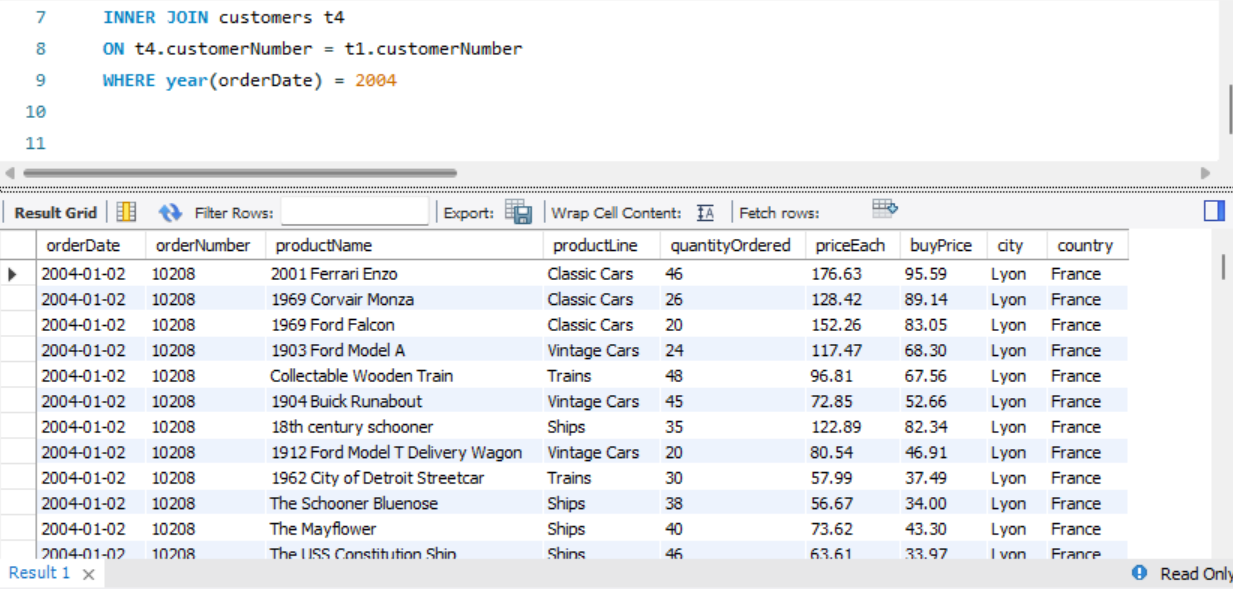 7 INNER JOIN customers t4
8 ON t4.customerNumber = t1.customerNumber
9 WHERE year(orderDate) = 2004
10
11
Result Grid Filter Rows: Export: Wrap Cell Content: IA Fetch rows:
orderDate orderNumber productName productLine quantityOrdered priceEach buyPrice city country
2004-01-02 10208 2001 Ferrari Enzo Classic Cars 46 176.63 95.59 Lyon France
2004-01-02 10208 1969 Corvair Monza Classic Cars 26 128.42 89.14 Lyon France
2004-01-02 10208 1969 Ford Falcon Classic Cars 20 152.26 83.05 Lyon France
2004-01-02 10208 1903 Ford Model A Vintage Cars 24 117.47 68.30 Lyon France
2004-01-02 10208 Collectable Wooden Train Trains 48 96.81 67.56 Lyon France
2004-01-02 10208 1904 Buick Runabout Vintage Cars 45 72.85 52.66 Lyon France
2004-01-02 10208 18th century schooner Ships 35 122.89 82.34 Lyon France
2004-01-02 10208 1912 Ford Model T Delivery Wagon Vintage Cars 20 80.54 46.91 Lyon France
2004-01-02 10208 1962 City of Detroit Streetcar Trains 30 57.99 37.49 Lyon France
2004-01-02 10208 The Schooner Bluenose Ships 38 56.67 34.00 Lyon France
2004-01-02 10208 The Mayflower Ships 40 73.62 43.30 Lyon France
2004-01-02 10208 The USS Constitution Ship Ships 46 63.61 33.97 Lyon France
Result 1 Read Only